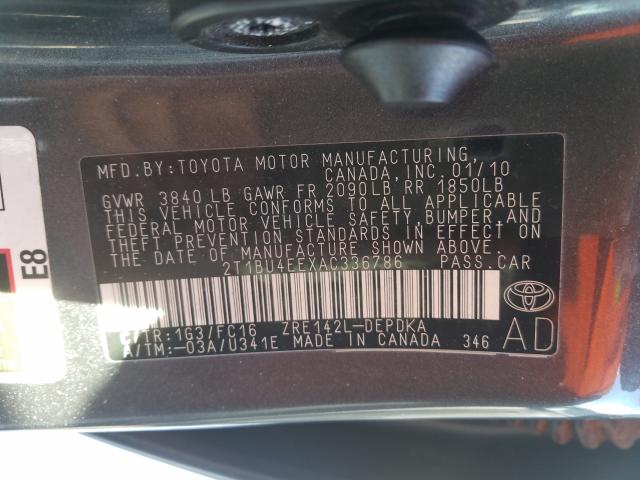 MFD.BY:TOYOTA MOTOR MANUFACTURING,
CANADA,INC.01/10
GVWR 3840 LB GAWR FR 2090LB RR 1850LB
THIS VEHICLE CONFORMS TO ALL APPLICABLE
FEDERAL MOTOR VEHICLE SAFETY,BUMPER,AND
THEFT PREVENTION STANDARDS IN EFFECT ON
THE DATE OF MANUFACTURE SHOWN ABOVE.
2T1BU4EEXAC336786 PASS.CAR
C/TR:1G3/FC16 ZRE142L-DEPDKA
A/TM:-03A/U341E MADE IN CANADA 346
AD
E8